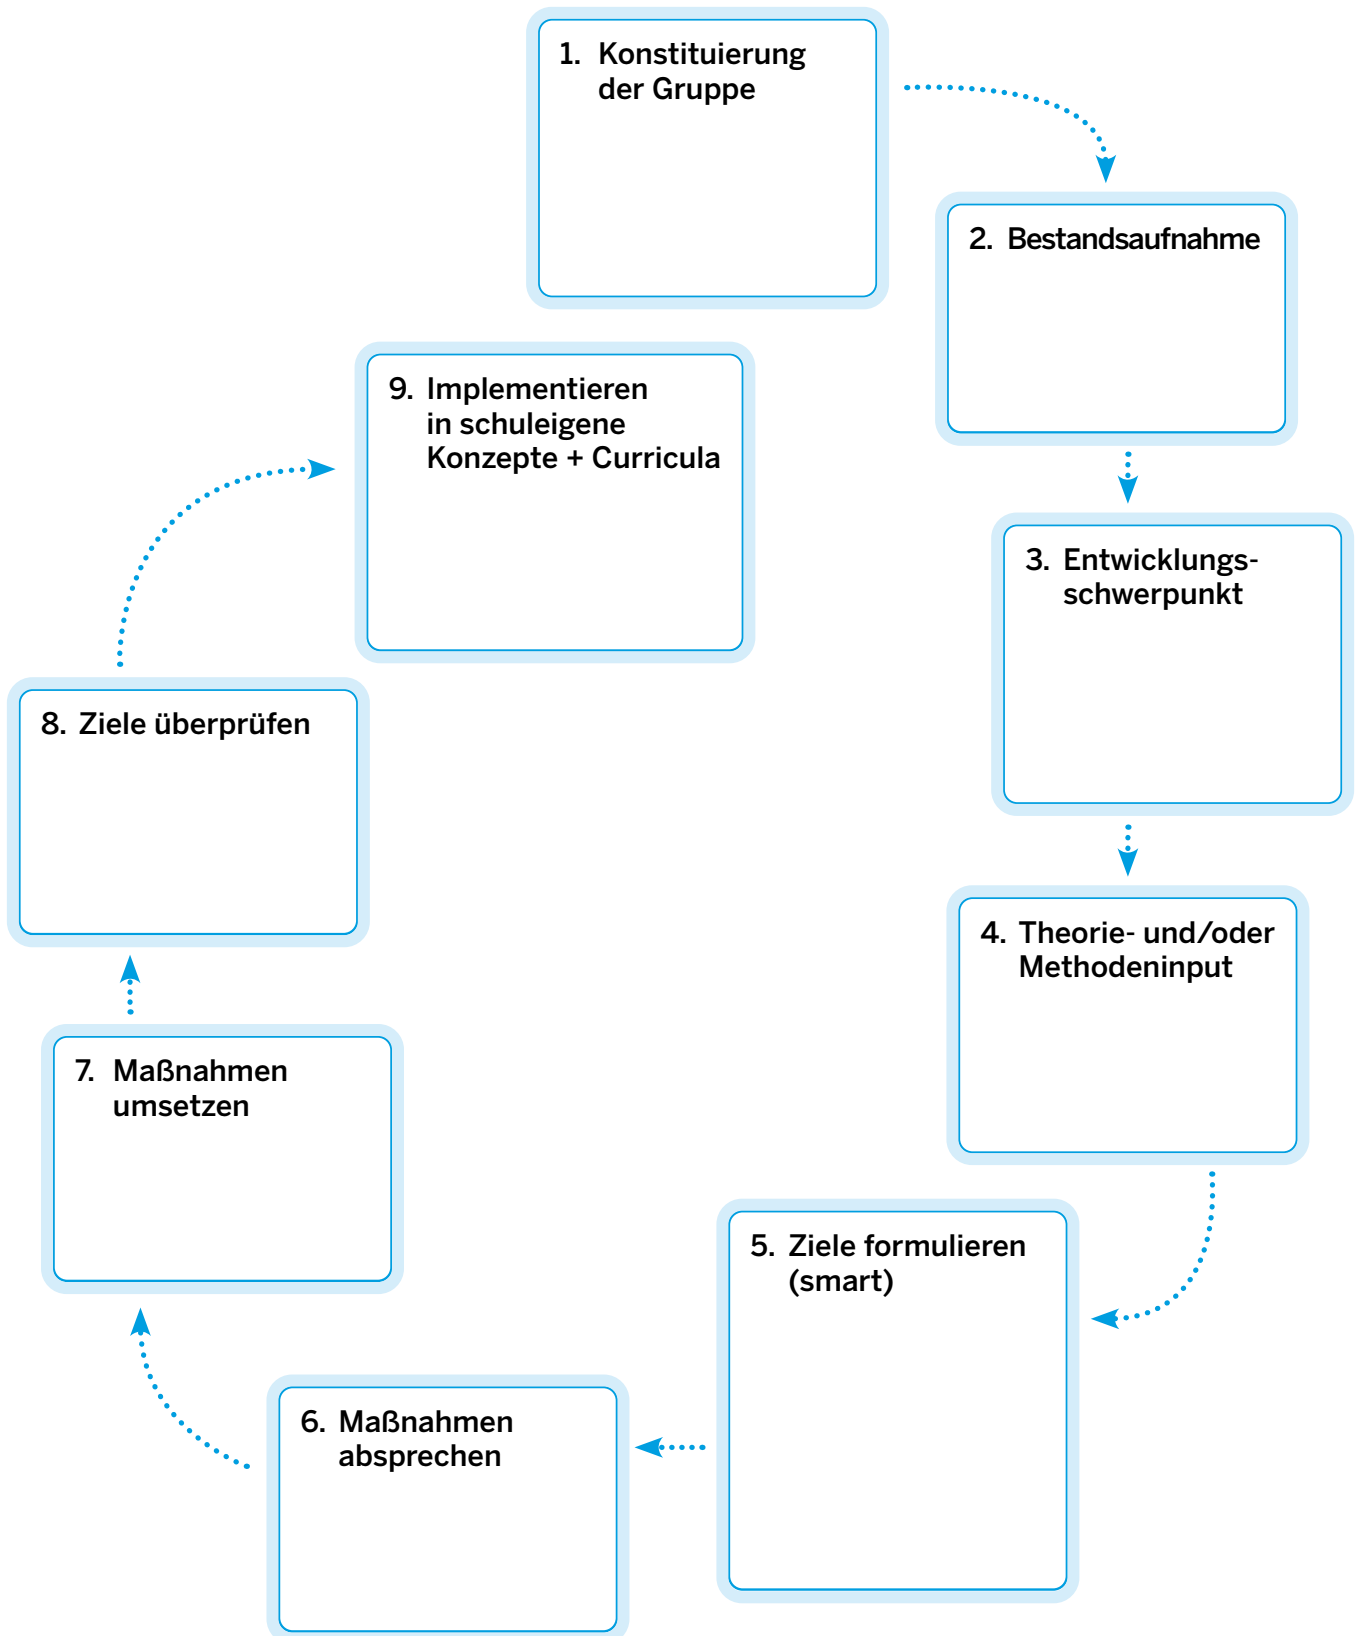 1. Konstituierung
der Gruppe
2. Bestandsaufnahme
3. Entwicklungs-
schwerpunkt
4. Theorie- und/oder
Methodeninput
5. Ziele formulieren
(smart)
6. Maßnahmen
absprechen
7. Maßnahmen
umsetzen
8. Ziele überprüfen
9. Implementieren
in schuleigene
Konzepte + Curricula